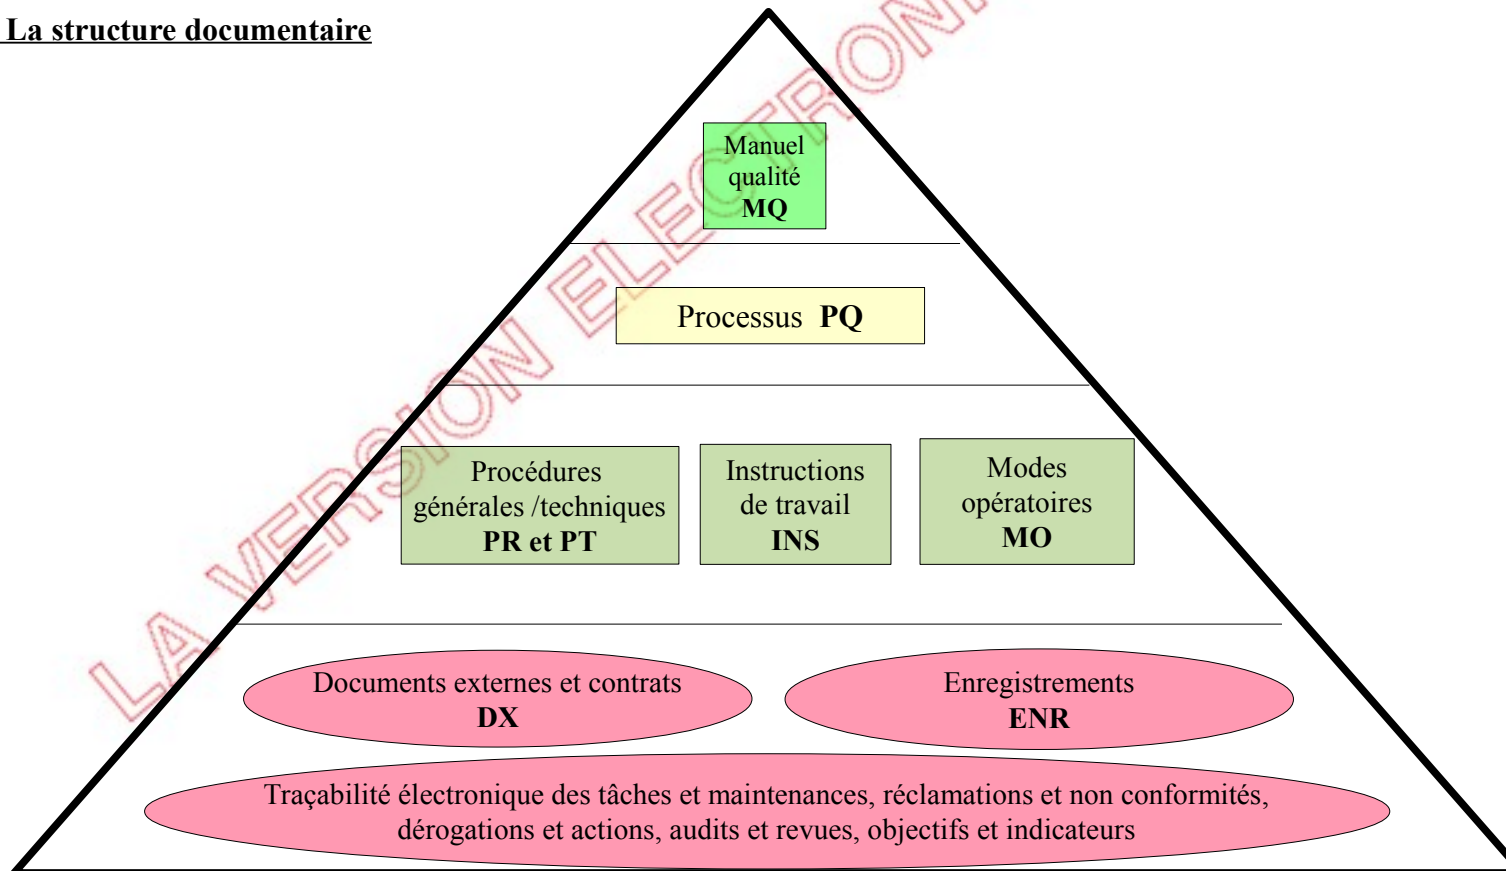 La structure documentaire
Manuel
qualité
MQ
Processus PQ
Procédures
générales /techniques
PR et PT
Instructions
de travail
INS
Modes
opératoires
MO
Documents externes et contrats
DX
Enregistrements
ENR
Traçabilité électronique des tâches et maintenances, réclamations et non conformités,
dérogations et actions, audits et revues, objectifs et indicateurs
LA VERSION ELECTRONI